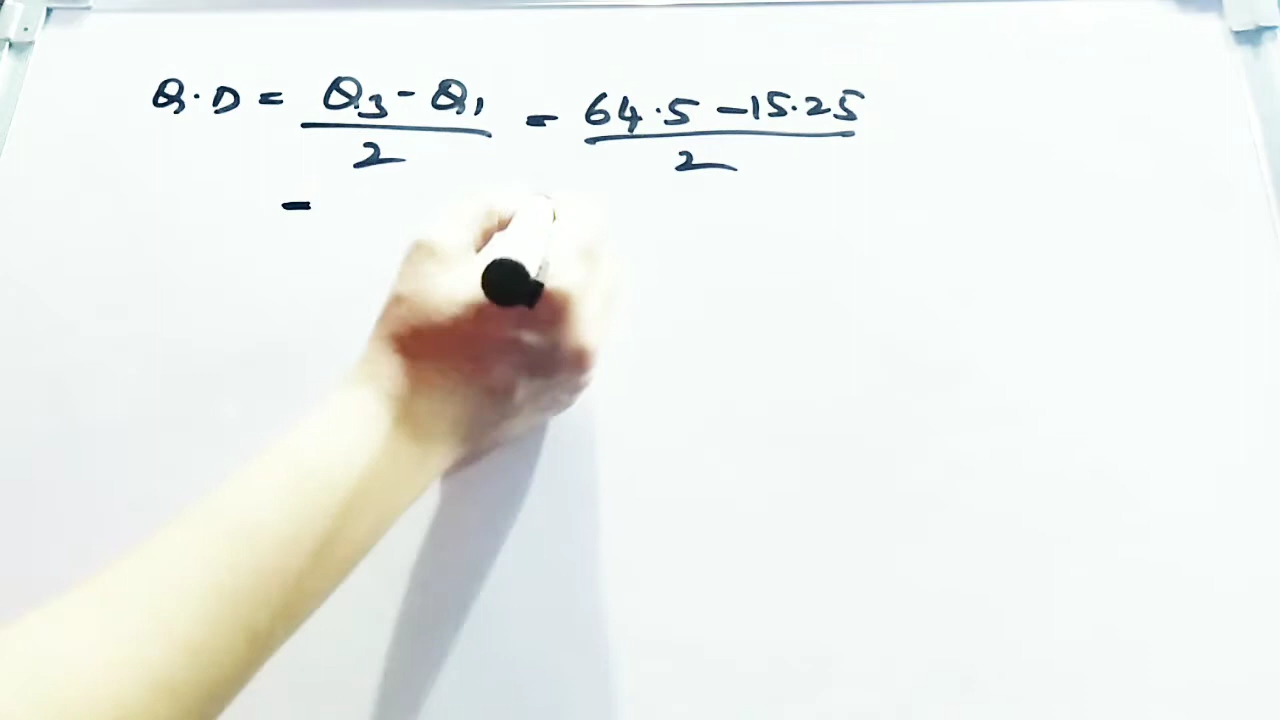 Q.D = Q3 - Q1 / 2 = 64.5 - 15.25 / 2
=